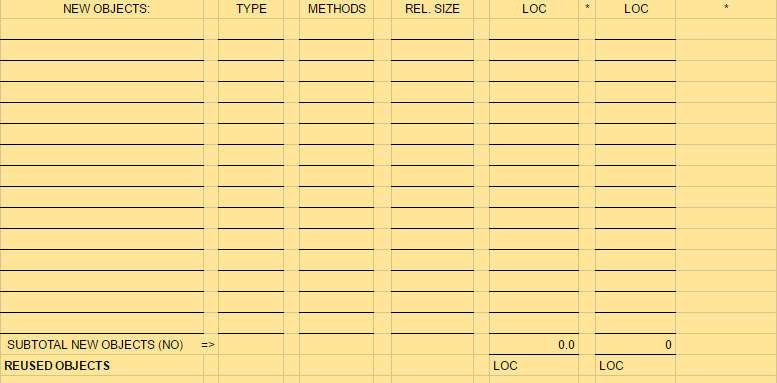 NEW OBJECTS: TYPE METHODS REL. SIZE LOC * LOC *
SUBTOTAL NEW OBJECTS (NO) => 0.0 0
REUSED OBJECTS LOC LOC